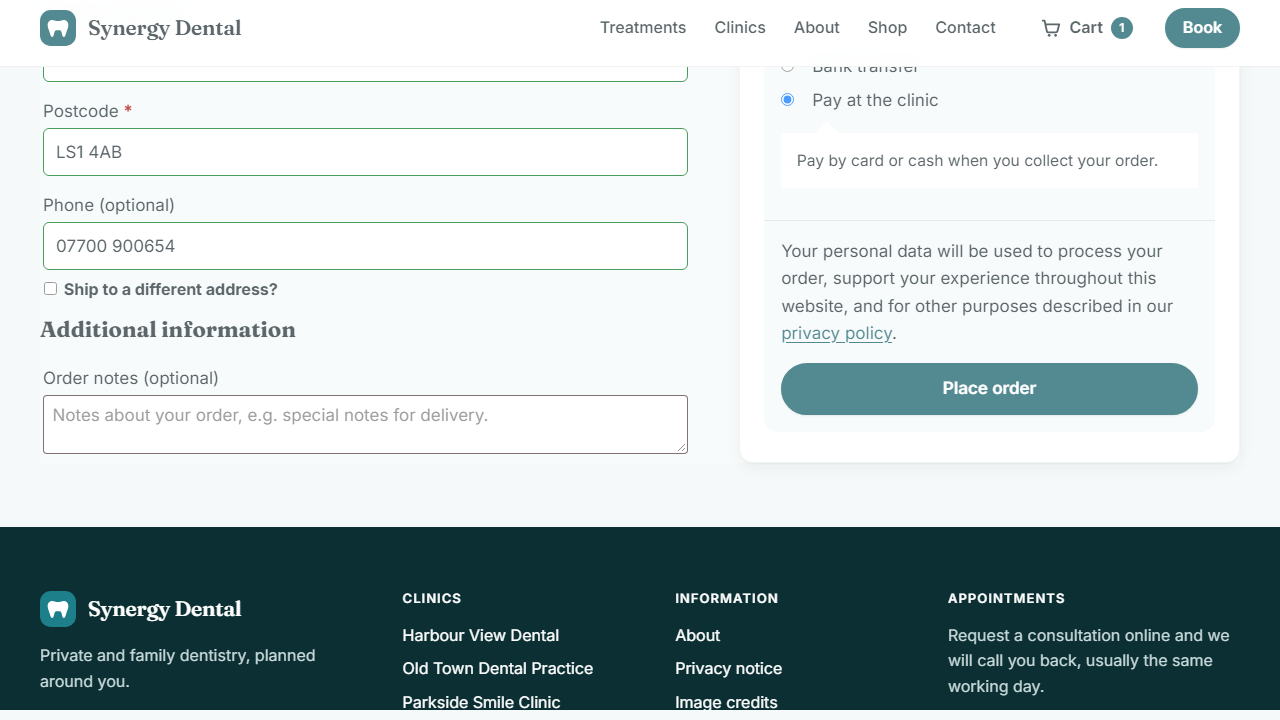 Synergy Dental
Treatments
Clinics
About
Shop
Contact
Cart 1
Book
Postcode *
LS1 4AB
Phone (optional)
07700 900654
Ship to a different address?
Additional information
Order notes (optional)
Notes about your order, e.g. special notes for delivery.
Bank transfer
Pay at the clinic
Pay by card or cash when you collect your order.
Your personal data will be used to process your
order, support your experience throughout this
website, and for other purposes described in our
privacy policy.
Place order
Synergy Dental
Private and family dentistry, planned
around you.
CLINICS
Harbour View Dental
Old Town Dental Practice
Parkside Smile Clinic
INFORMATION
About
Privacy notice
Image credits
APPOINTMENTS
Request a consultation online and we
will call you back, usually the same
working day.